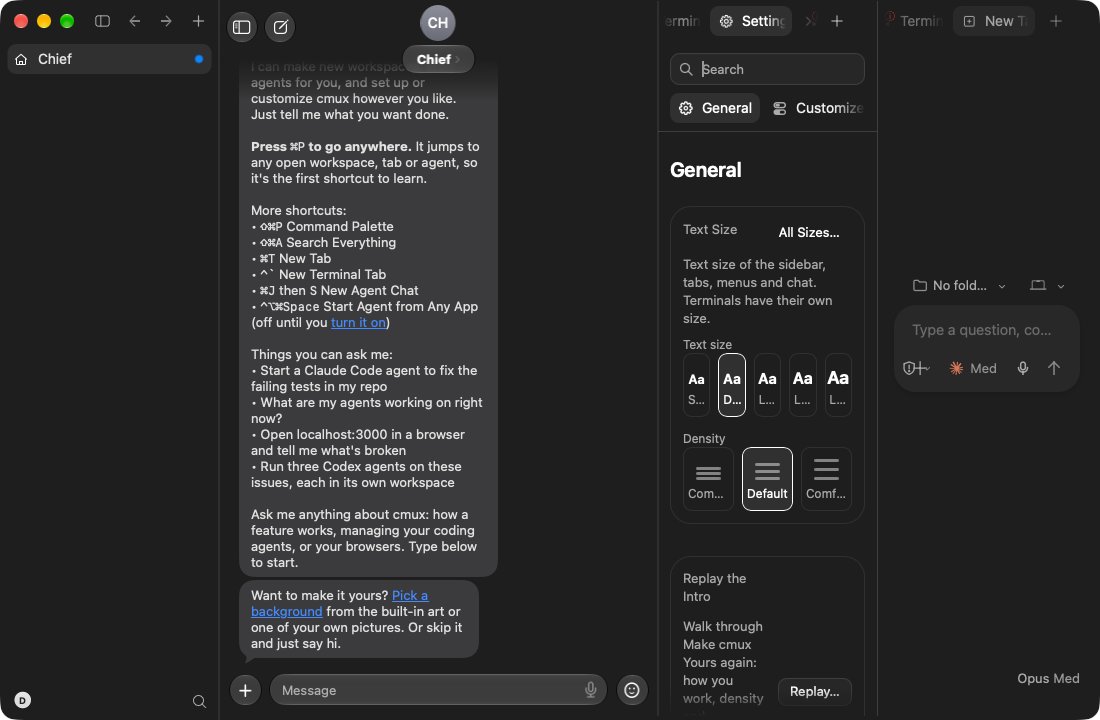 Chief
CH
Chief
I can make new workspac
agents for you, and set up or
customize cmux however you like.
Just tell me what you want done.
Press ⌘P to go anywhere. It jumps to
any open workspace, tab or agent, so
it's the first shortcut to learn.
More shortcuts:
• ⇧⌘P Command Palette
• ⇧⌘A Search Everything
• ⌘T New Tab
• ^` New Terminal Tab
• ⌘J then S New Agent Chat
• ^⌥⌘Space Start Agent from Any App
(off until you turn it on)
Things you can ask me:
• Start a Claude Code agent to fix the
failing tests in my repo
• What are my agents working on right
now?
• Open localhost:3000 in a browser
and tell me what's broken
• Run three Codex agents on these
issues, each in its own workspace
Ask me anything about cmux: how a
feature works, managing your coding
agents, or your browsers. Type below
to start.
Want to make it yours? Pick a
background from the built-in art or
one of your own pictures. Or skip it
and just say hi.
Message
D
ermin
Setting
Search
General
Customize
General
Text Size
All Sizes...
Text size of the sidebar,
tabs, menus and chat.
Terminals have their own
size.
Text size
Aa Aa Aa Aa Aa
S... D... L... L... L...
Density
Com... Default Comf...
Replay the
Intro
Walk through
Make cmux
Yours again:
how you
work, density
Replay...
Termin
New T
No fold...
Type a question, co...
Med
Opus Med